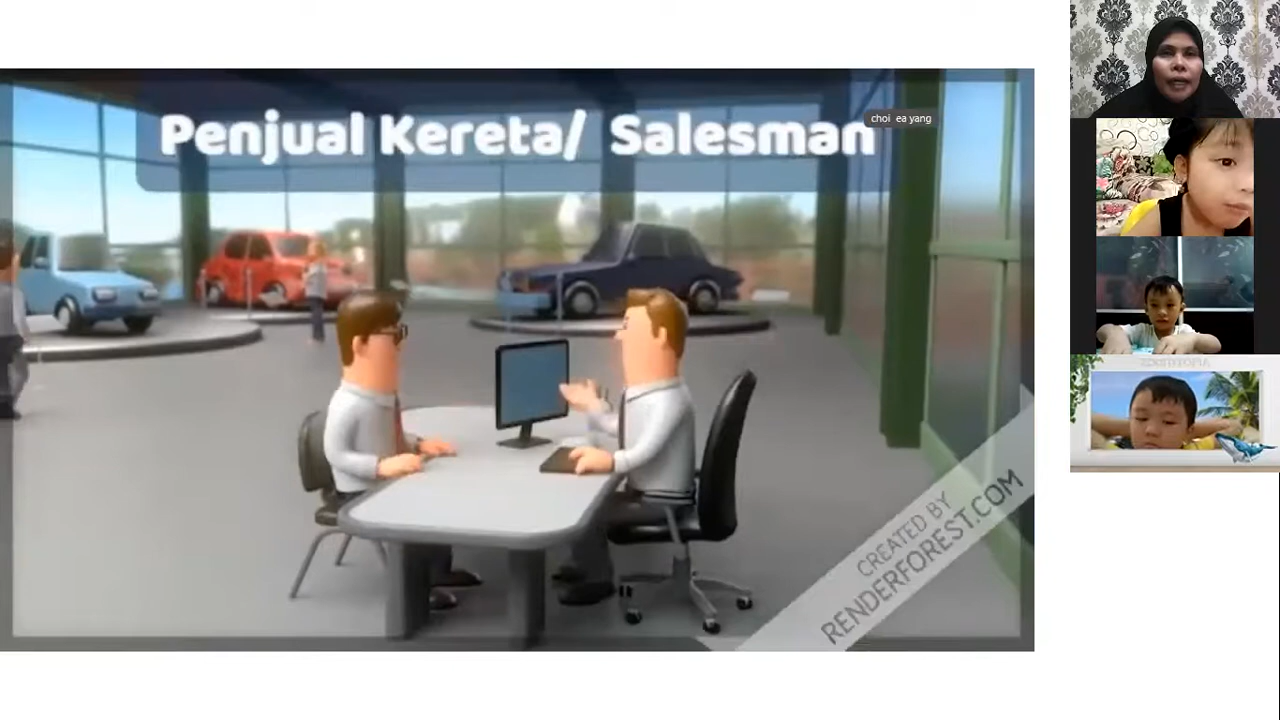 Penjual Kereta/ Salesman
choi ea yang
CREATED BY
RENDERFOREST.COM